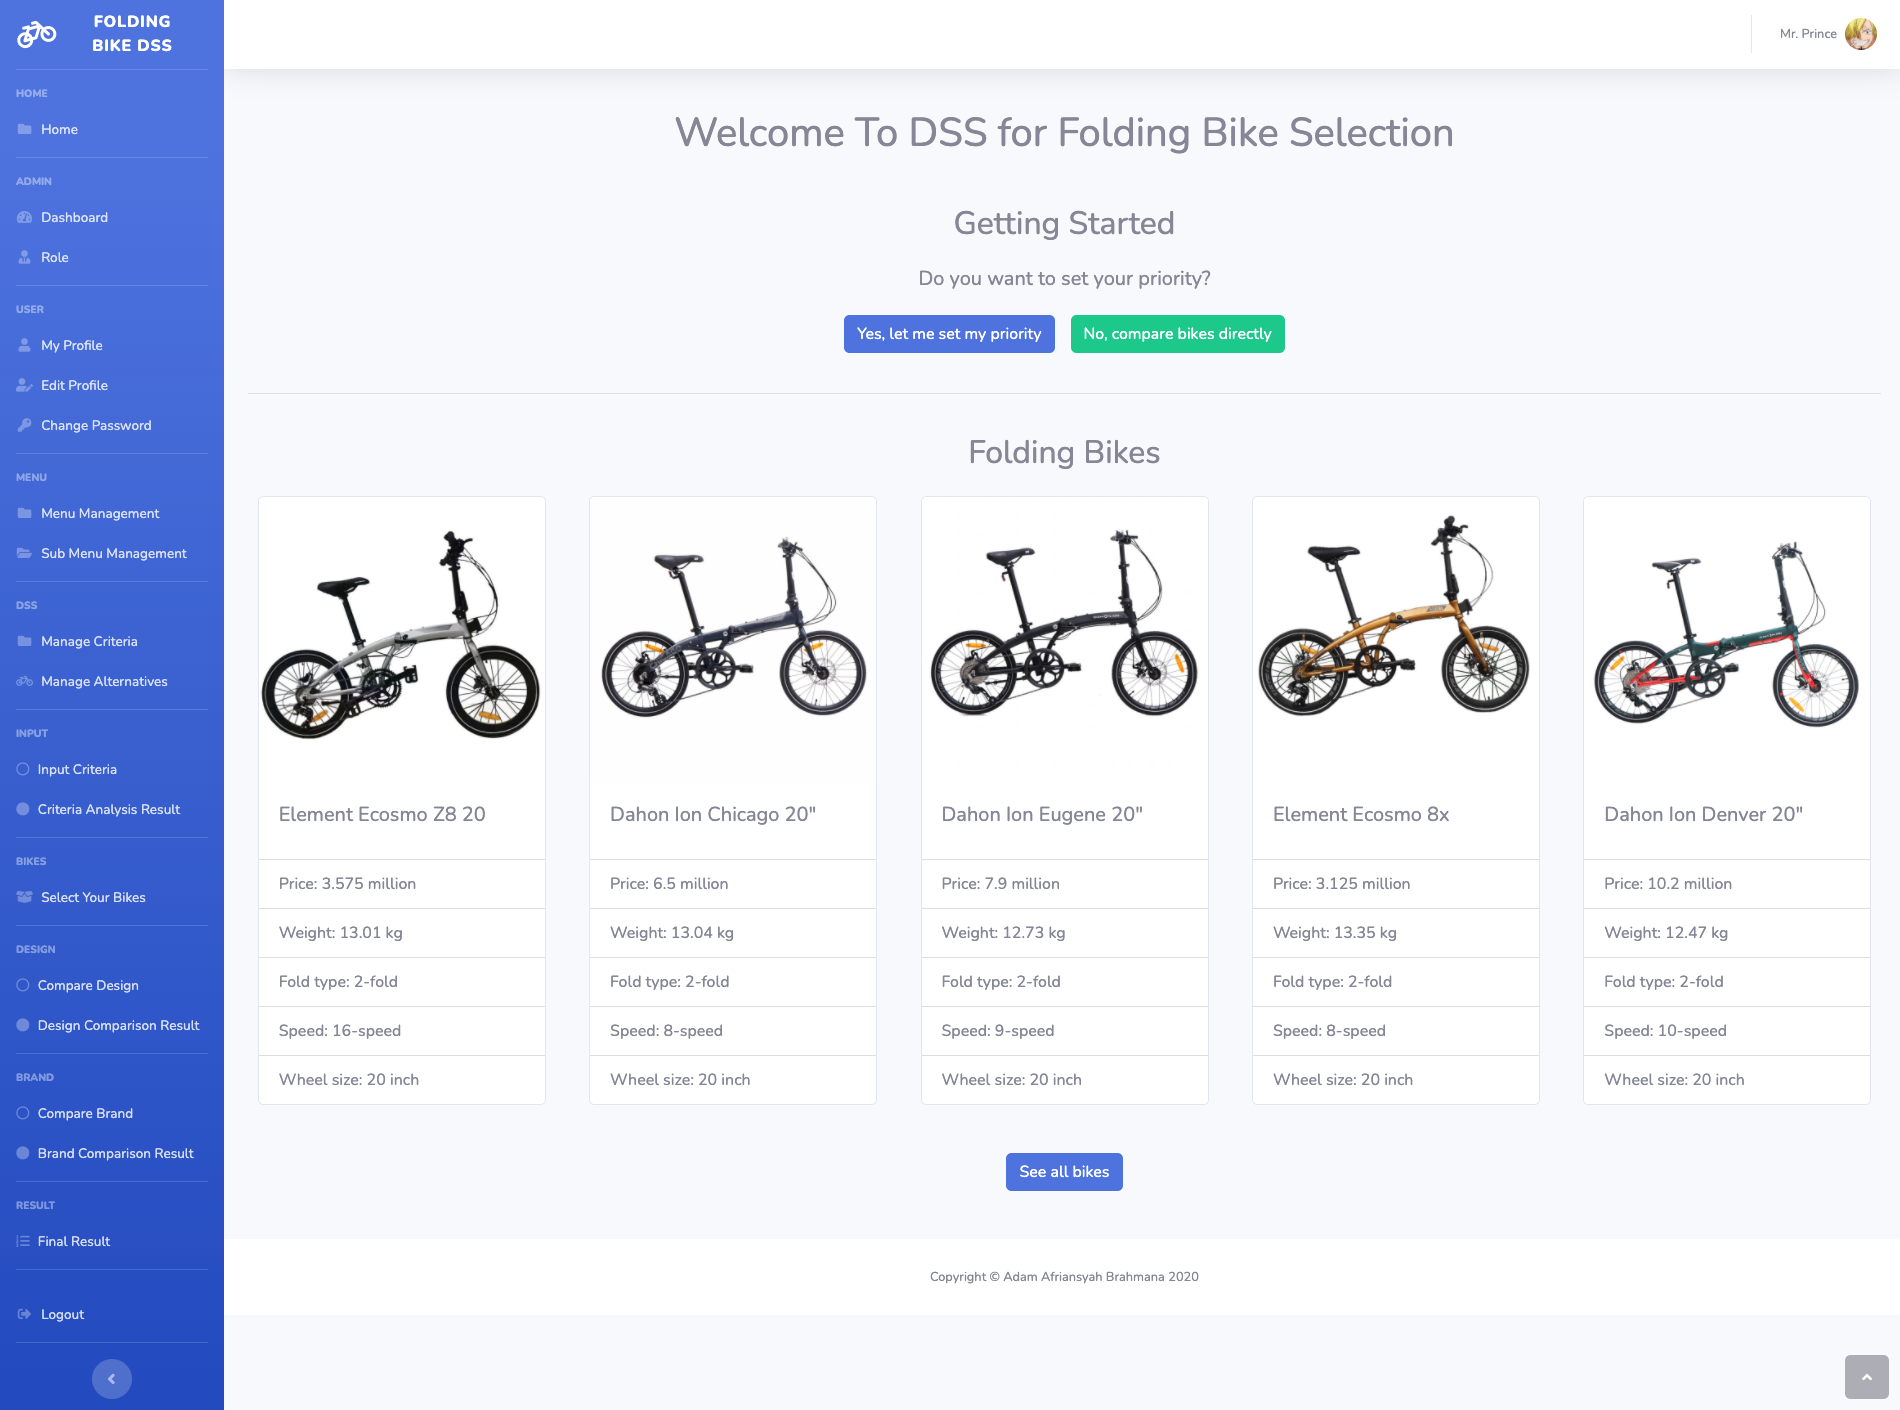 FOLDING
BIKE DSS
HOME
Home
ADMIN
Dashboard
Role
USER
My Profile
Edit Profile
Change Password
MENU
Menu Management
Sub Menu Management
DSS
Manage Criteria
Manage Alternatives
INPUT
Input Criteria
Criteria Analysis Result
BIKES
Select Your Bikes
DESIGN
Compare Design
Design Comparison Result
BRAND
Compare Brand
Brand Comparison Result
RESULT
Final Result
Logout
Mr. Prince
Welcome To DSS for Folding Bike Selection
Getting Started
Do you want to set your priority?
Yes, let me set my priority
No, compare bikes directly
Folding Bikes
Element Ecosmo Z8 20
Price: 3.575 million
Weight: 13.01 kg
Fold type: 2-fold
Speed: 16-speed
Wheel size: 20 inch
Dahon Ion Chicago 20"
Price: 6.5 million
Weight: 13.04 kg
Fold type: 2-fold
Speed: 8-speed
Wheel size: 20 inch
Dahon Ion Eugene 20"
Price: 7.9 million
Weight: 12.73 kg
Fold type: 2-fold
Speed: 9-speed
Wheel size: 20 inch
Element Ecosmo 8x
Price: 3.125 million
Weight: 13.35 kg
Fold type: 2-fold
Speed: 8-speed
Wheel size: 20 inch
Dahon Ion Denver 20"
Price: 10.2 million
Weight: 12.47 kg
Fold type: 2-fold
Speed: 10-speed
Wheel size: 20 inch
See all bikes
Copyright © Adam Afriansyah Brahmana 2020